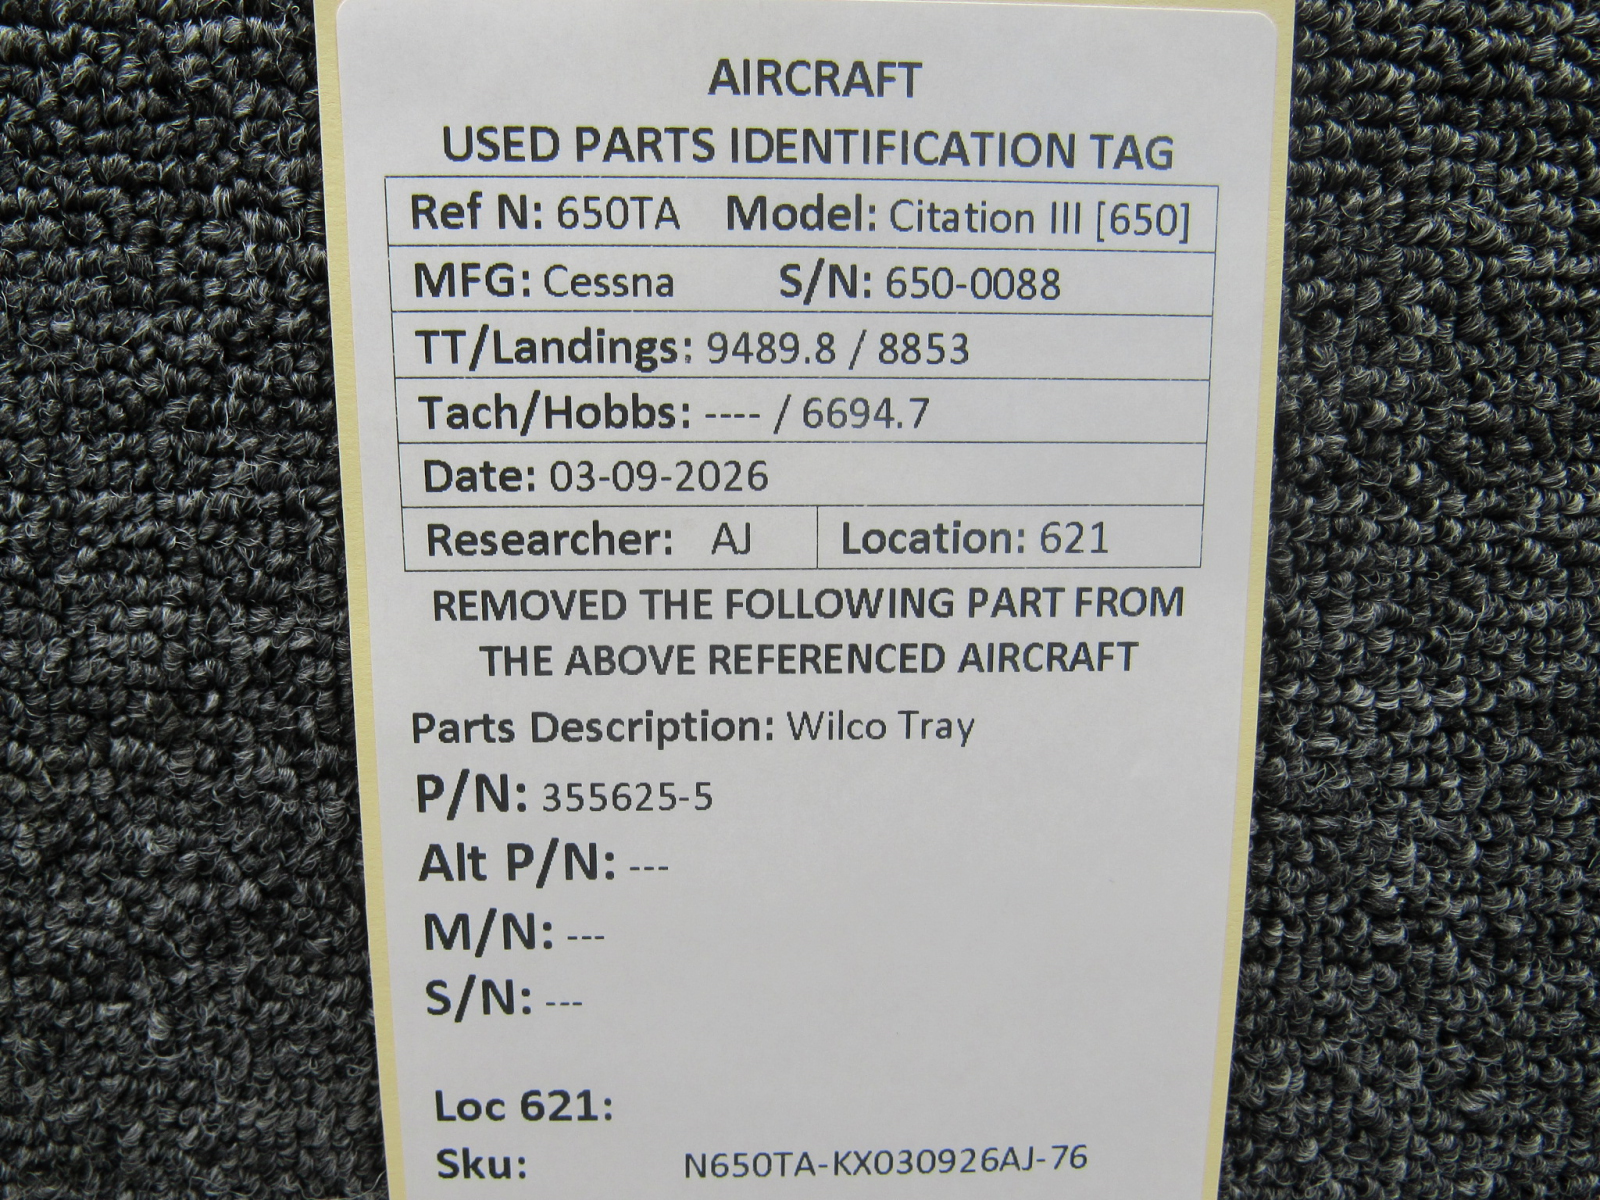 AIRCRAFT
USED PARTS IDENTIFICATION TAG
Ref N: 650TA Model: Citation III [650]
MFG: Cessna S/N: 650-0088
TT/Landings: 9489.8 / 8853
Tach/Hobbs: ---- / 6694.7
Date: 03-09-2026
Researcher: AJ Location: 621
REMOVED THE FOLLOWING PART FROM
THE ABOVE REFERENCED AIRCRAFT
Parts Description: Wilco Tray
P/N: 355625-5
Alt P/N: ---
M/N: ---
S/N: ---
Loc 621:
Sku: N650TA-KX030926AJ-76